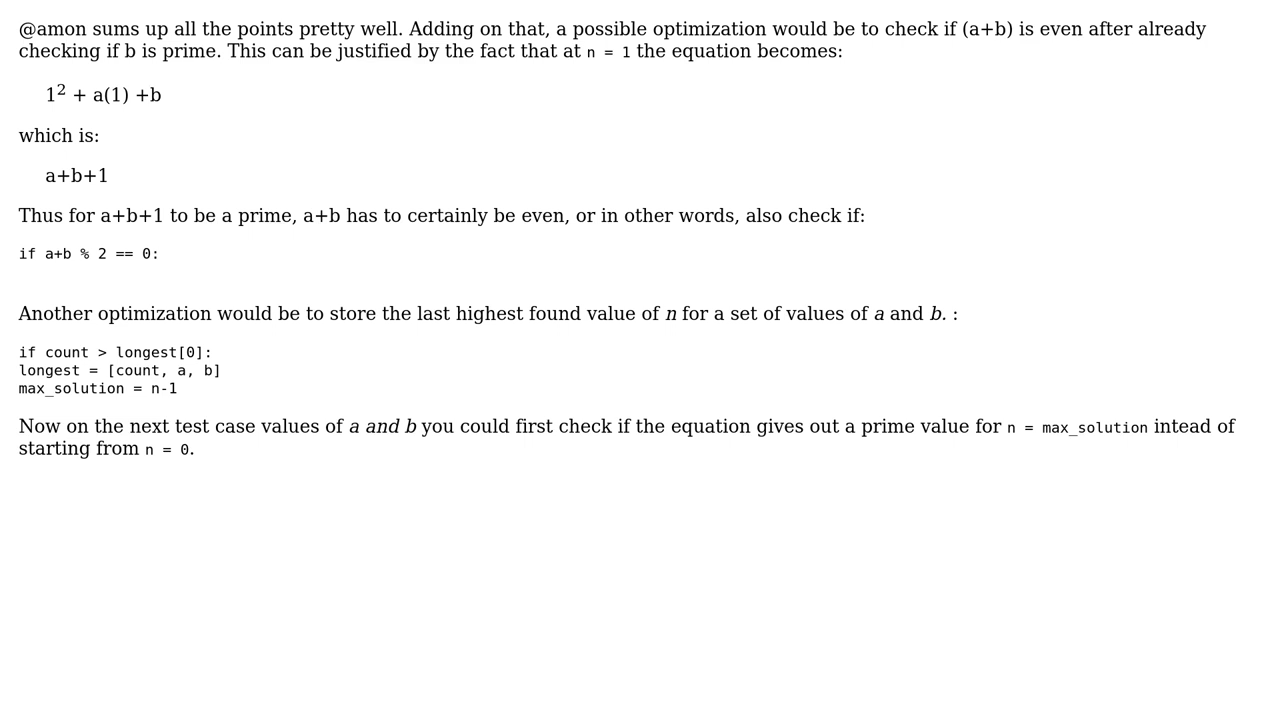 @amon sums up all the points pretty well. Adding on that, a possible optimization would be to check if (a+b) is even after already
checking if b is prime. This can be justified by the fact that at n = 1 the equation becomes:
1² + a(1) +b
which is:
a+b+1
Thus for a+b+1 to be a prime, a+b has to certainly be even, or in other words, also check if:
if a+b % 2 == 0:
Another optimization would be to store the last highest found value of n for a set of values of a and b. :
if count > longest[0]:
longest = [count, a, b]
max_solution = n-1
Now on the next test case values of a and b you could first check if the equation gives out a prime value for n = max_solution intead of
starting from n = 0.